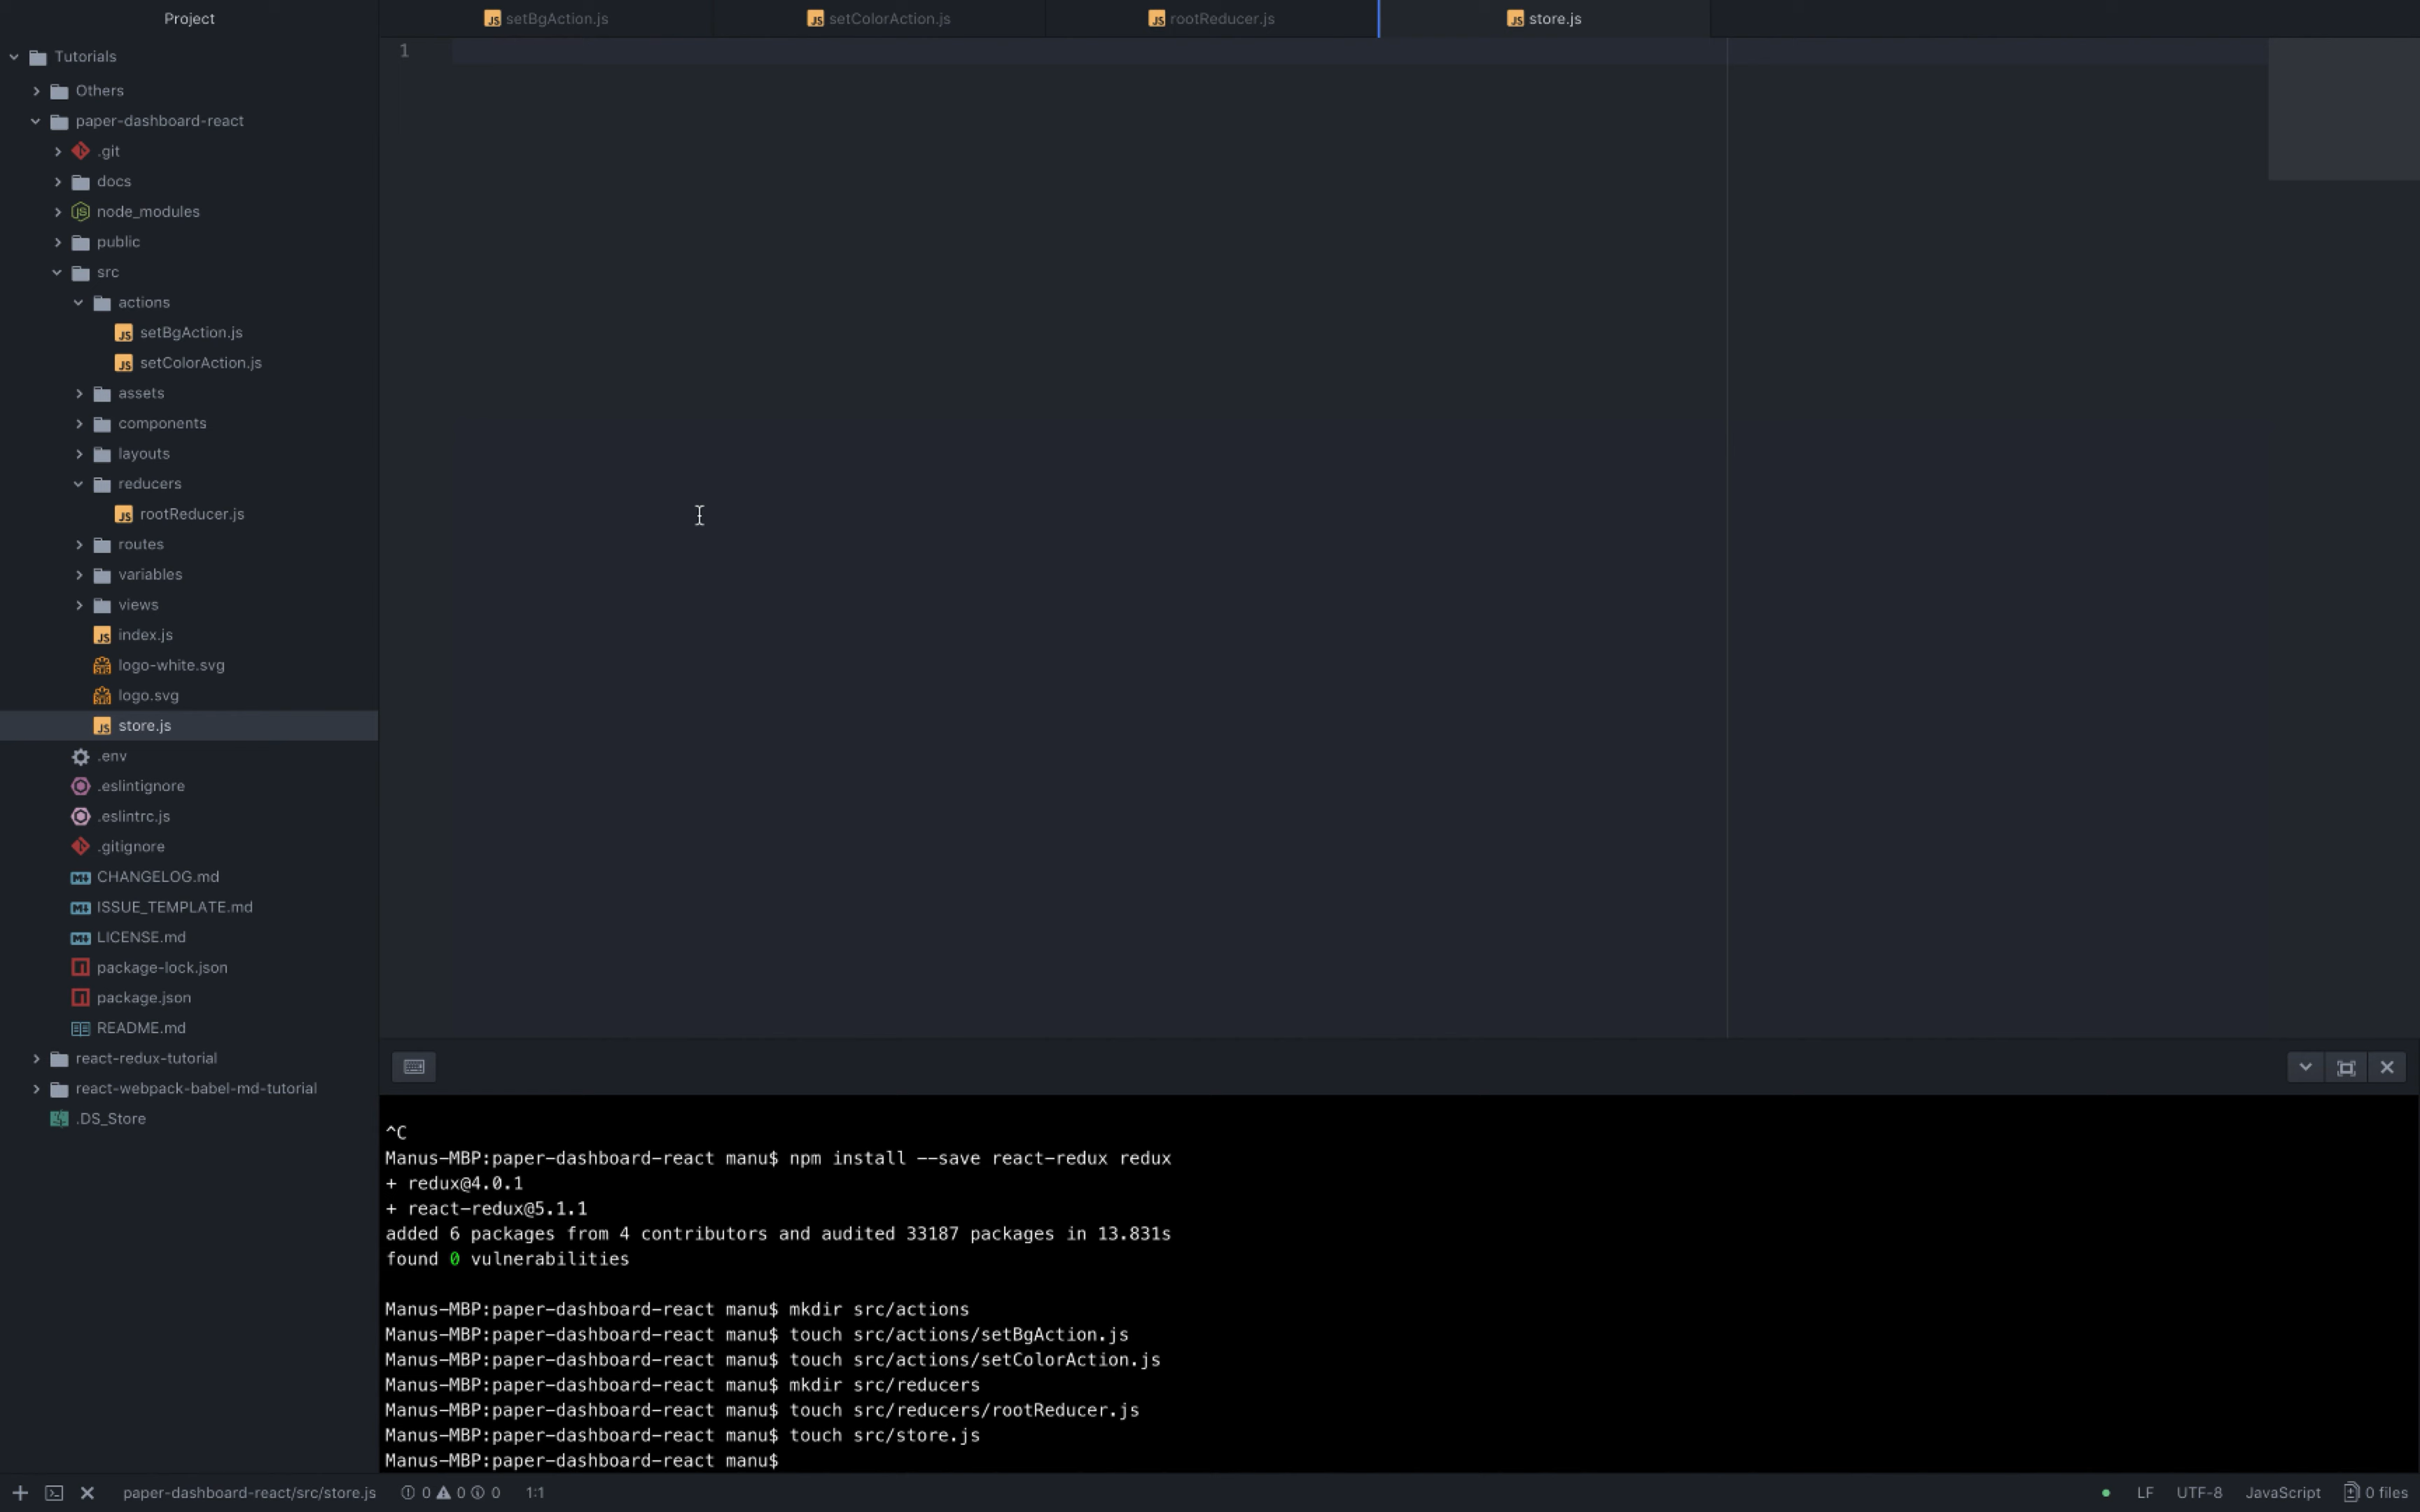 Project
setBgAction.js
setColorAction.js
rootReducer.js
store.js
1
Tutorials
Others
paper-dashboard-react
.git
docs
node_modules
public
src
actions
setBgAction.js
setColorAction.js
assets
components
layouts
reducers
rootReducer.js
routes
variables
views
index.js
logo-white.svg
logo.svg
store.js
.env
.eslintignore
.eslintrc.js
.gitignore
CHANGELOG.md
ISSUE_TEMPLATE.md
LICENSE.md
package-lock.json
package.json
README.md
react-redux-tutorial
react-webpack-babel-md-tutorial
.DS_Store
^C
Manus-MBP:paper-dashboard-react manu$ npm install --save react-redux redux
+ redux@4.0.1
+ react-redux@5.1.1
added 6 packages from 4 contributors and audited 33187 packages in 13.831s
found 0 vulnerabilities
Manus-MBP:paper-dashboard-react manu$ mkdir src/actions
Manus-MBP:paper-dashboard-react manu$ touch src/actions/setBgAction.js
Manus-MBP:paper-dashboard-react manu$ touch src/actions/setColorAction.js
Manus-MBP:paper-dashboard-react manu$ mkdir src/reducers
Manus-MBP:paper-dashboard-react manu$ touch src/reducers/rootReducer.js
Manus-MBP:paper-dashboard-react manu$ touch src/store.js
Manus-MBP:paper-dashboard-react manu$
paper-dashboard-react/src/store.js 0 0 0 1:1 LF UTF-8 JavaScript 0 files